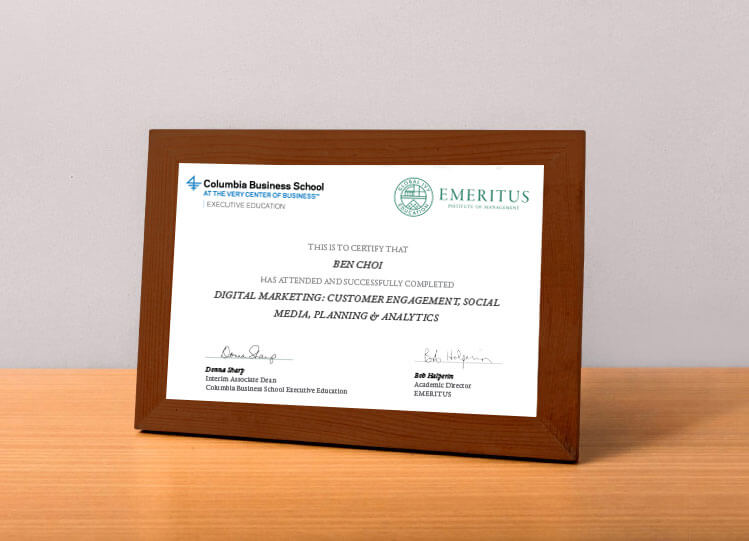 Columbia Business School
AT THE VERY CENTER OF BUSINESS™
EXECUTIVE EDUCATION
GLOBAL IVY
EDUCATION
EMERITUS
INSTITUTE OF MANAGEMENT
THIS IS TO CERTIFY THAT
BEN CHOI
HAS ATTENDED AND SUCCESSFULLY COMPLETED
DIGITAL MARKETING: CUSTOMER ENGAGEMENT, SOCIAL
MEDIA, PLANNING & ANALYTICS
Donna Sharp
Bob Halperin
Donna Sharp
Interim Associate Dean
Columbia Business School Executive Education
Bob Halperin
Academic Director
EMERITUS